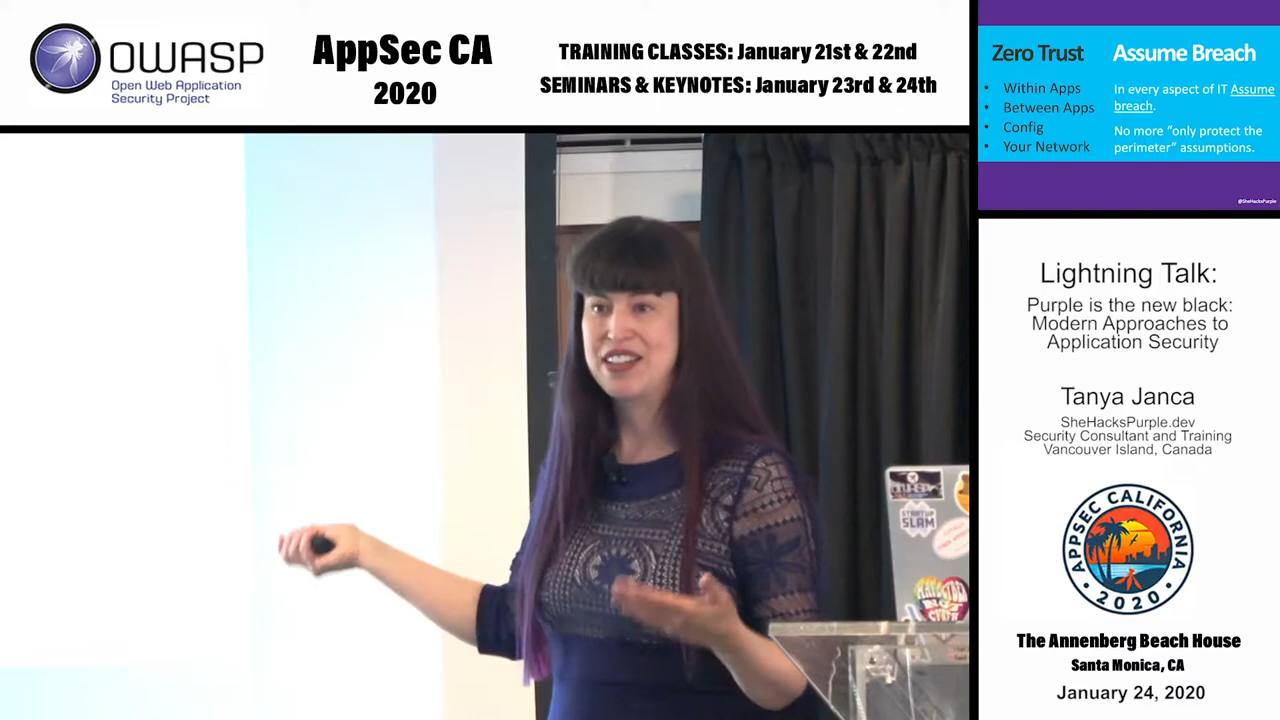 OWASP
Open Web Application
Security Project
AppSec CA
2020
TRAINING CLASSES: January 21st & 22nd
SEMINARS & KEYNOTES: January 23rd & 24th
Zero Trust
• Within Apps
• Between Apps
• Config
• Your Network
Assume Breach
In every aspect of IT Assume
breach.
No more “only protect the
perimeter” assumptions.
@SheHacksPurple
Lightning Talk:
Purple is the new black:
Modern Approaches to
Application Security
Tanya Janca
SheHacksPurple.dev
Security Consultant and Training
Vancouver Island, Canada
APPSEC CALIFORNIA
• 2020 •
The Annenberg Beach House
Santa Monica, CA
January 24, 2020
STARTUP
SLAM